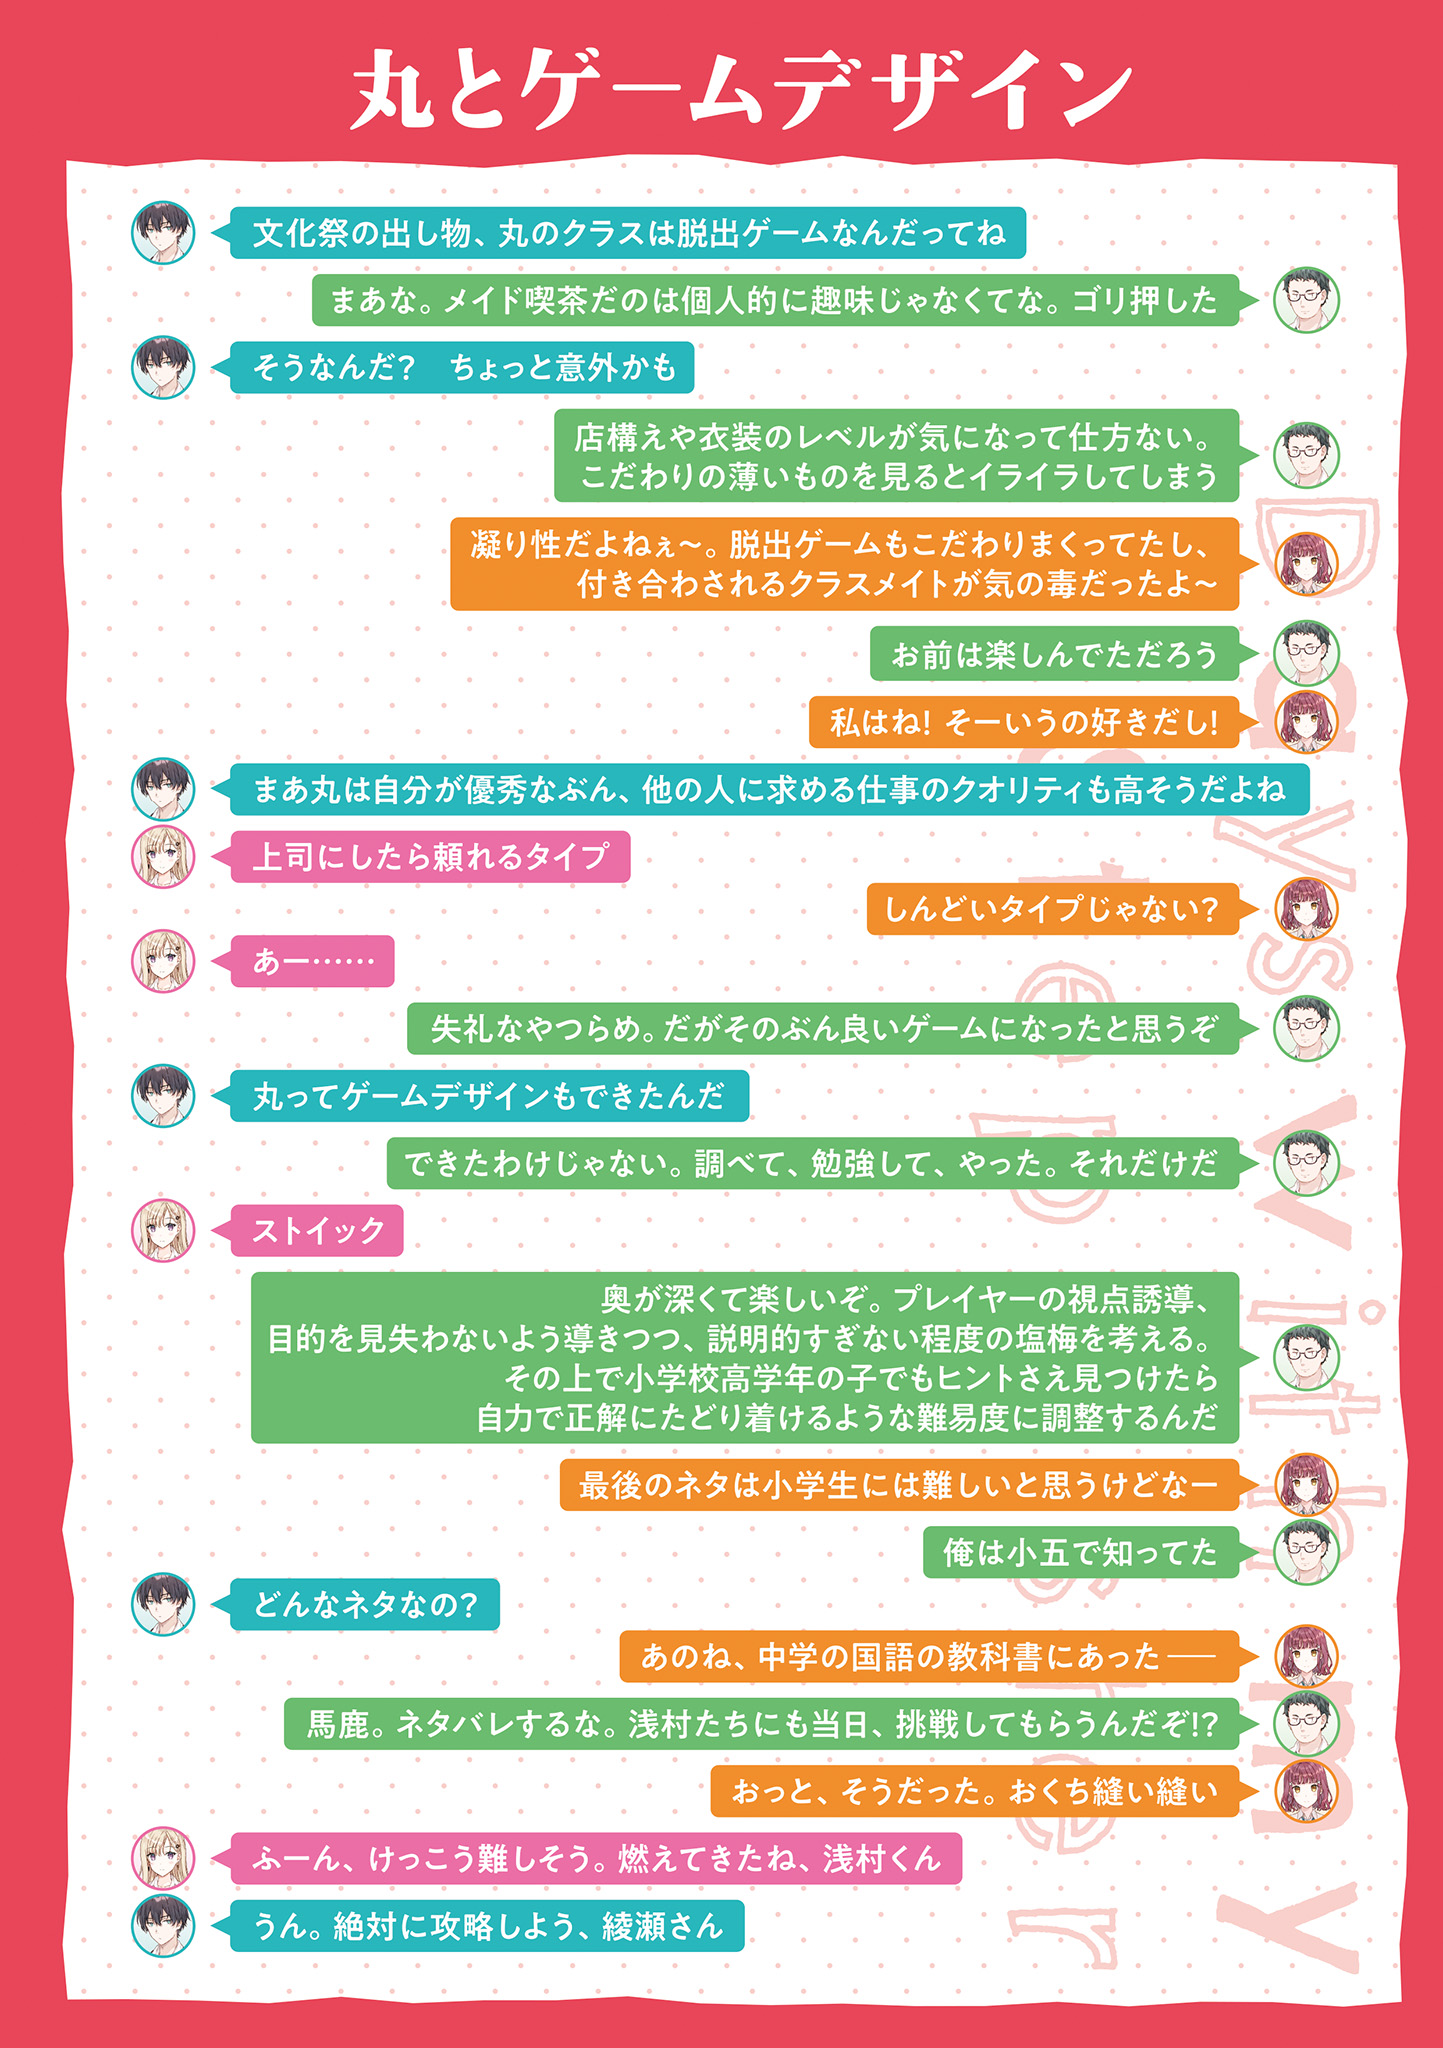 丸とゲームデザイン
文化祭の出し物、丸のクラスは脱出ゲームなんだってね
まあな。メイド喫茶だのは個人的に趣味じゃなくてな。ゴリ押した
そうなんだ?　ちょっと意外かも
店構えや衣装のレベルが気になって仕方ない。
こだわりの薄いものを見るとイライラしてしまう
凝り性だよねぇ〜。脱出ゲームもこだわりまくってたし、
付き合わされるクラスメイトが気の毒だったよ〜
お前は楽しんでただろう
私はね! そーいうの好きだし!
まあ丸は自分が優秀なぶん、他の人に求める仕事のクオリティも高そうだよね
上司にしたら頼れるタイプ
しんどいタイプじゃない?
あー……
失礼なやつらめ。だがそのぶん良いゲームになったと思うぞ
丸ってゲームデザインもできたんだ
できたわけじゃない。調べて、勉強して、やった。それだけだ
ストイック
奥が深くて楽しいぞ。プレイヤーの視点誘導、
目的を見失わないよう導きつつ、説明的すぎない程度の塩梅を考える。
その上で小学校高学年の子でもヒントさえ見つけたら
自力で正解にたどり着けるような難易度に調整するんだ
最後のネタは小学生には難しいと思うけどなー
俺は小五で知ってた
どんなネタなの?
あのね、中学の国語の教科書にあった――
馬鹿。ネタバレするな。浅村たちにも当日、挑戦してもらうんだぞ!?
おっと、そうだった。おくち縫い縫い
ふーん、けっこう難しそう。燃えてきたね、浅村くん
うん。絶対に攻略しよう、綾瀬さん
Days with my
Step Sister